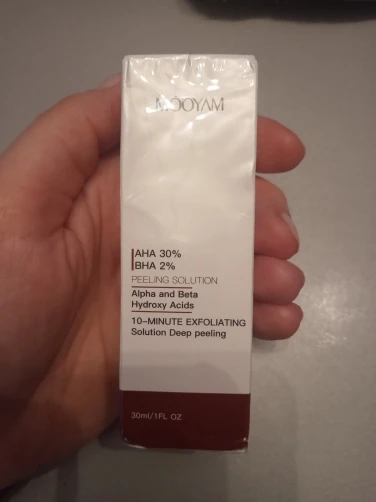 MOOYAM
AHA 30%
BHA 2%
PEELING SOLUTION
Alpha and Beta
Hydroxy Acids
10-MINUTE EXFOLIATING
Solution Deep peeling
30ml/1FL OZ